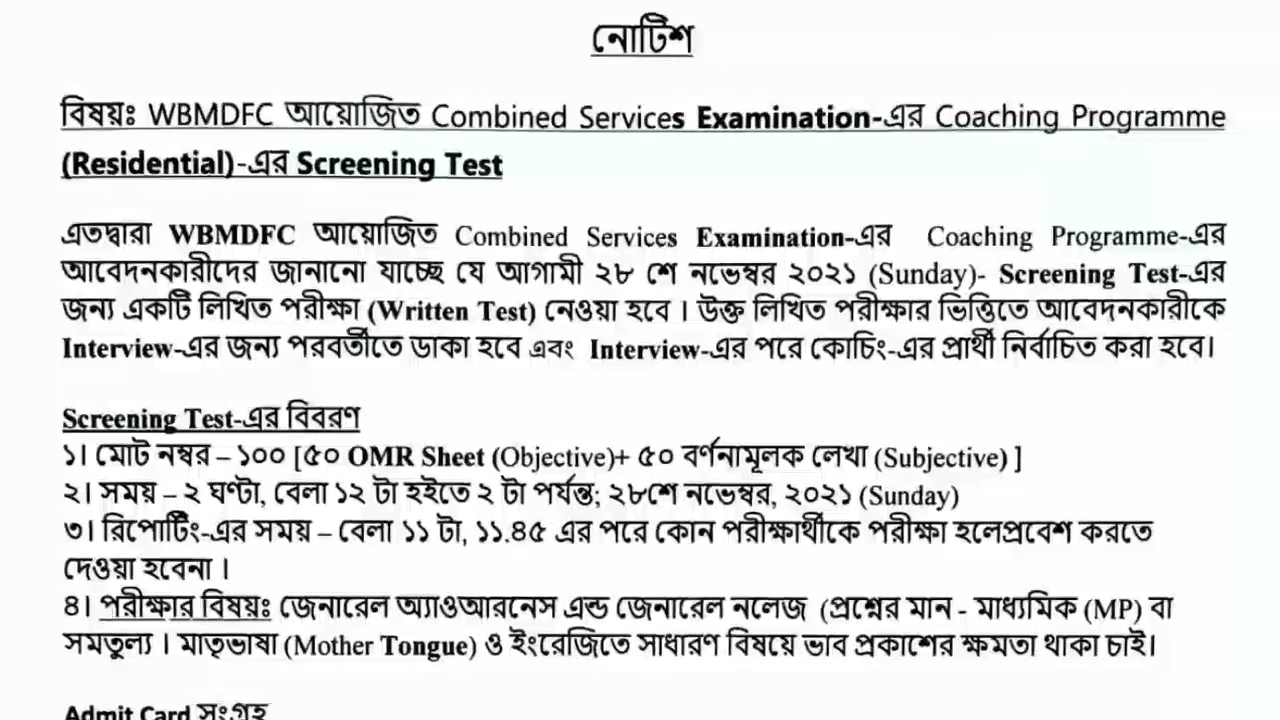 নোটিশ
বিষয়ঃ WBMDFC আয়োজিত Combined Services Examination-এর Coaching Programme
(Residential)-এর Screening Test
এতদ্বারা WBMDFC আয়োজিত Combined Services Examination-এর Coaching Programme-এর
আবেদনকারীদের জানানো যাচ্ছে যে আগামী ২৮ শে নভেম্বর ২০২১ (Sunday)- Screening Test-এর
জন্য একটি লিখিত পরীক্ষা (Written Test) নেওয়া হবে । উক্ত লিখিত পরীক্ষার ভিত্তিতে আবেদনকারীকে
Interview-এর জন্য পরবর্তীতে ডাকা হবে এবং Interview-এর পরে কোচিং-এর প্রার্থী নির্বাচিত করা হবে।
Screening Test-এর বিবরণ
১। মোট নম্বর – ১০০ [৫০ OMR Sheet (Objective)+ ৫০ বর্ণনামূলক লেখা (Subjective) ]
২। সময় – ২ ঘণ্টা, বেলা ১২ টা হইতে ২ টা পর্যন্ত; ২৮শে নভেম্বর, ২০২১ (Sunday)
৩। রিপোর্টিং-এর সময় – বেলা ১১ টা, ১১.৪৫ এর পরে কোন পরীক্ষার্থীকে পরীক্ষা হলেপ্রবেশ করতে
দেওয়া হবেনা ।
৪। পরীক্ষার বিষয়ঃ জেনারেল অ্যাওআরনেস এন্ড জেনারেল নলেজ (প্রশ্নের মান - মাধ্যমিক (MP) বা
সমতুল্য । মাতৃভাষা (Mother Tongue) ও ইংরেজিতে সাধারণ বিষয়ে ভাব প্রকাশের ক্ষমতা থাকা চাই।
Admit Card সংগ্রহ